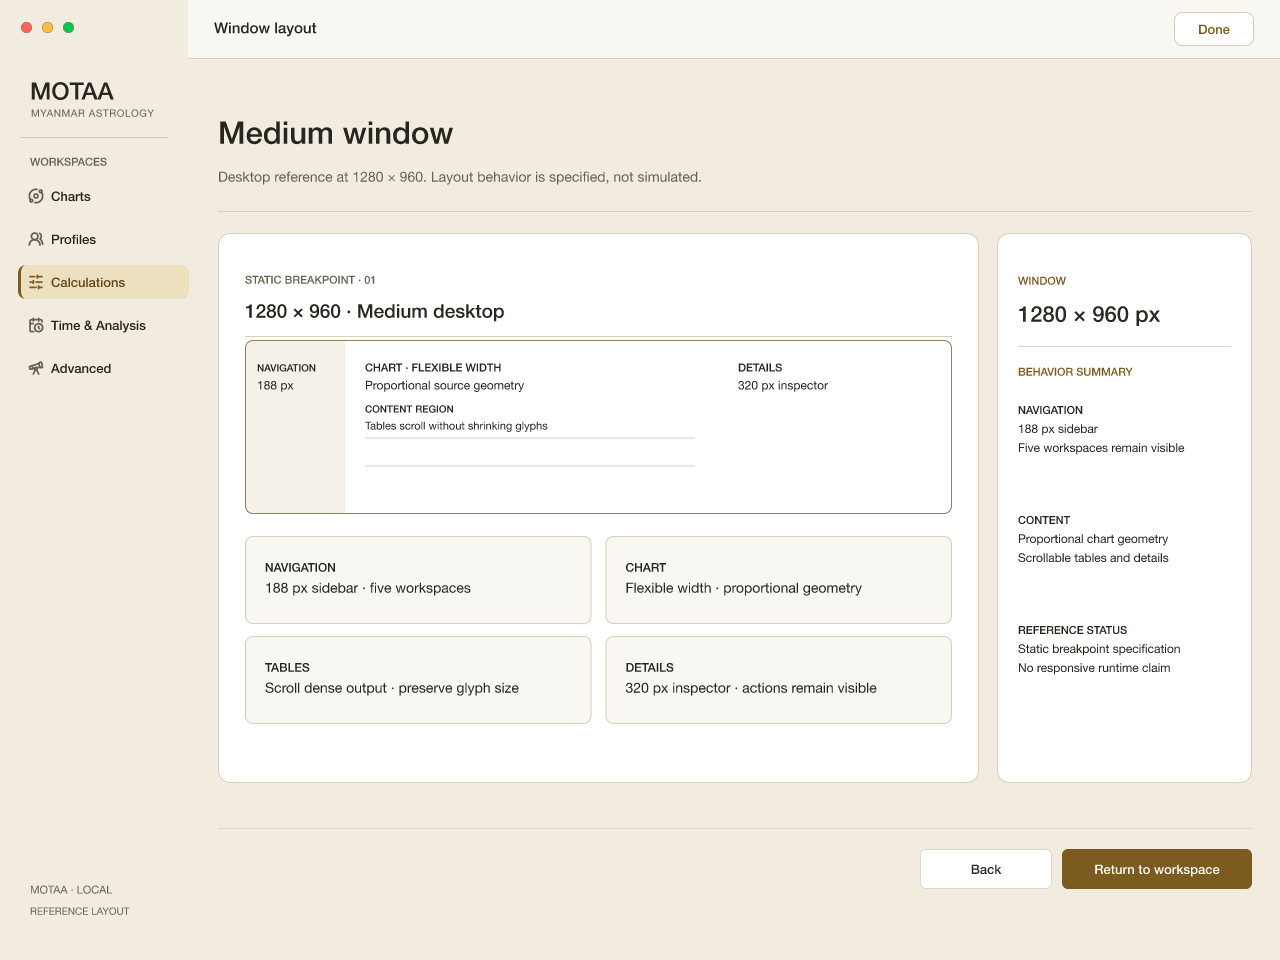 Window layout
Done
MOTAA
MYANMAR ASTROLOGY
WORKSPACES
Charts
Profiles
Calculations
Time & Analysis
Advanced
MOTAA · LOCAL
REFERENCE LAYOUT
Medium window
Desktop reference at 1280 × 960. Layout behavior is specified, not simulated.
STATIC BREAKPOINT · 01
1280 × 960 · Medium desktop
NAVIGATION
188 px
CHART · FLEXIBLE WIDTH
Proportional source geometry
CONTENT REGION
Tables scroll without shrinking glyphs
DETAILS
320 px inspector
NAVIGATION
188 px sidebar · five workspaces
CHART
Flexible width · proportional geometry
TABLES
Scroll dense output · preserve glyph size
DETAILS
320 px inspector · actions remain visible
WINDOW
1280 × 960 px
BEHAVIOR SUMMARY
NAVIGATION
188 px sidebar
Five workspaces remain visible
CONTENT
Proportional chart geometry
Scrollable tables and details
REFERENCE STATUS
Static breakpoint specification
No responsive runtime claim
Back
Return to workspace